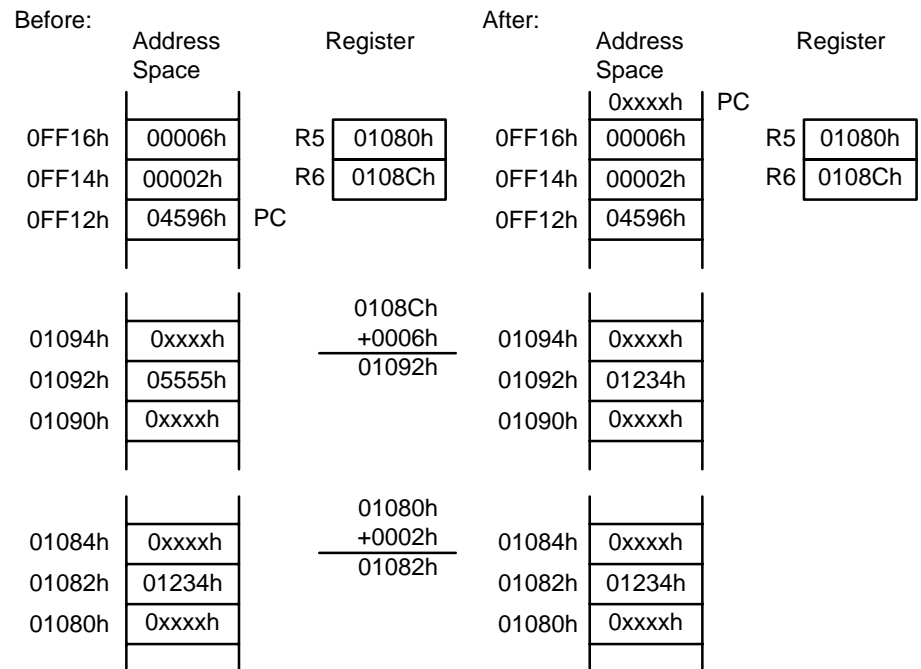 Before:
After:
Address Space
Register
Address Space
Register
0xxxxh PC
0FF16h 00006h R5 01080h 0FF16h 00006h R5 01080h
0FF14h 00002h R6 0108Ch 0FF14h 00002h R6 0108Ch
0FF12h 04596h PC 0FF12h 04596h
0108Ch
01094h 0xxxxh +0006h 01094h 0xxxxh
01092h 05555h 01092h 01092h 01234h
01090h 0xxxxh 01090h 0xxxxh
01080h
01084h 0xxxxh +0002h 01084h 0xxxxh
01082h 01234h 01082h 01082h 01234h
01080h 0xxxxh 01080h 0xxxxh